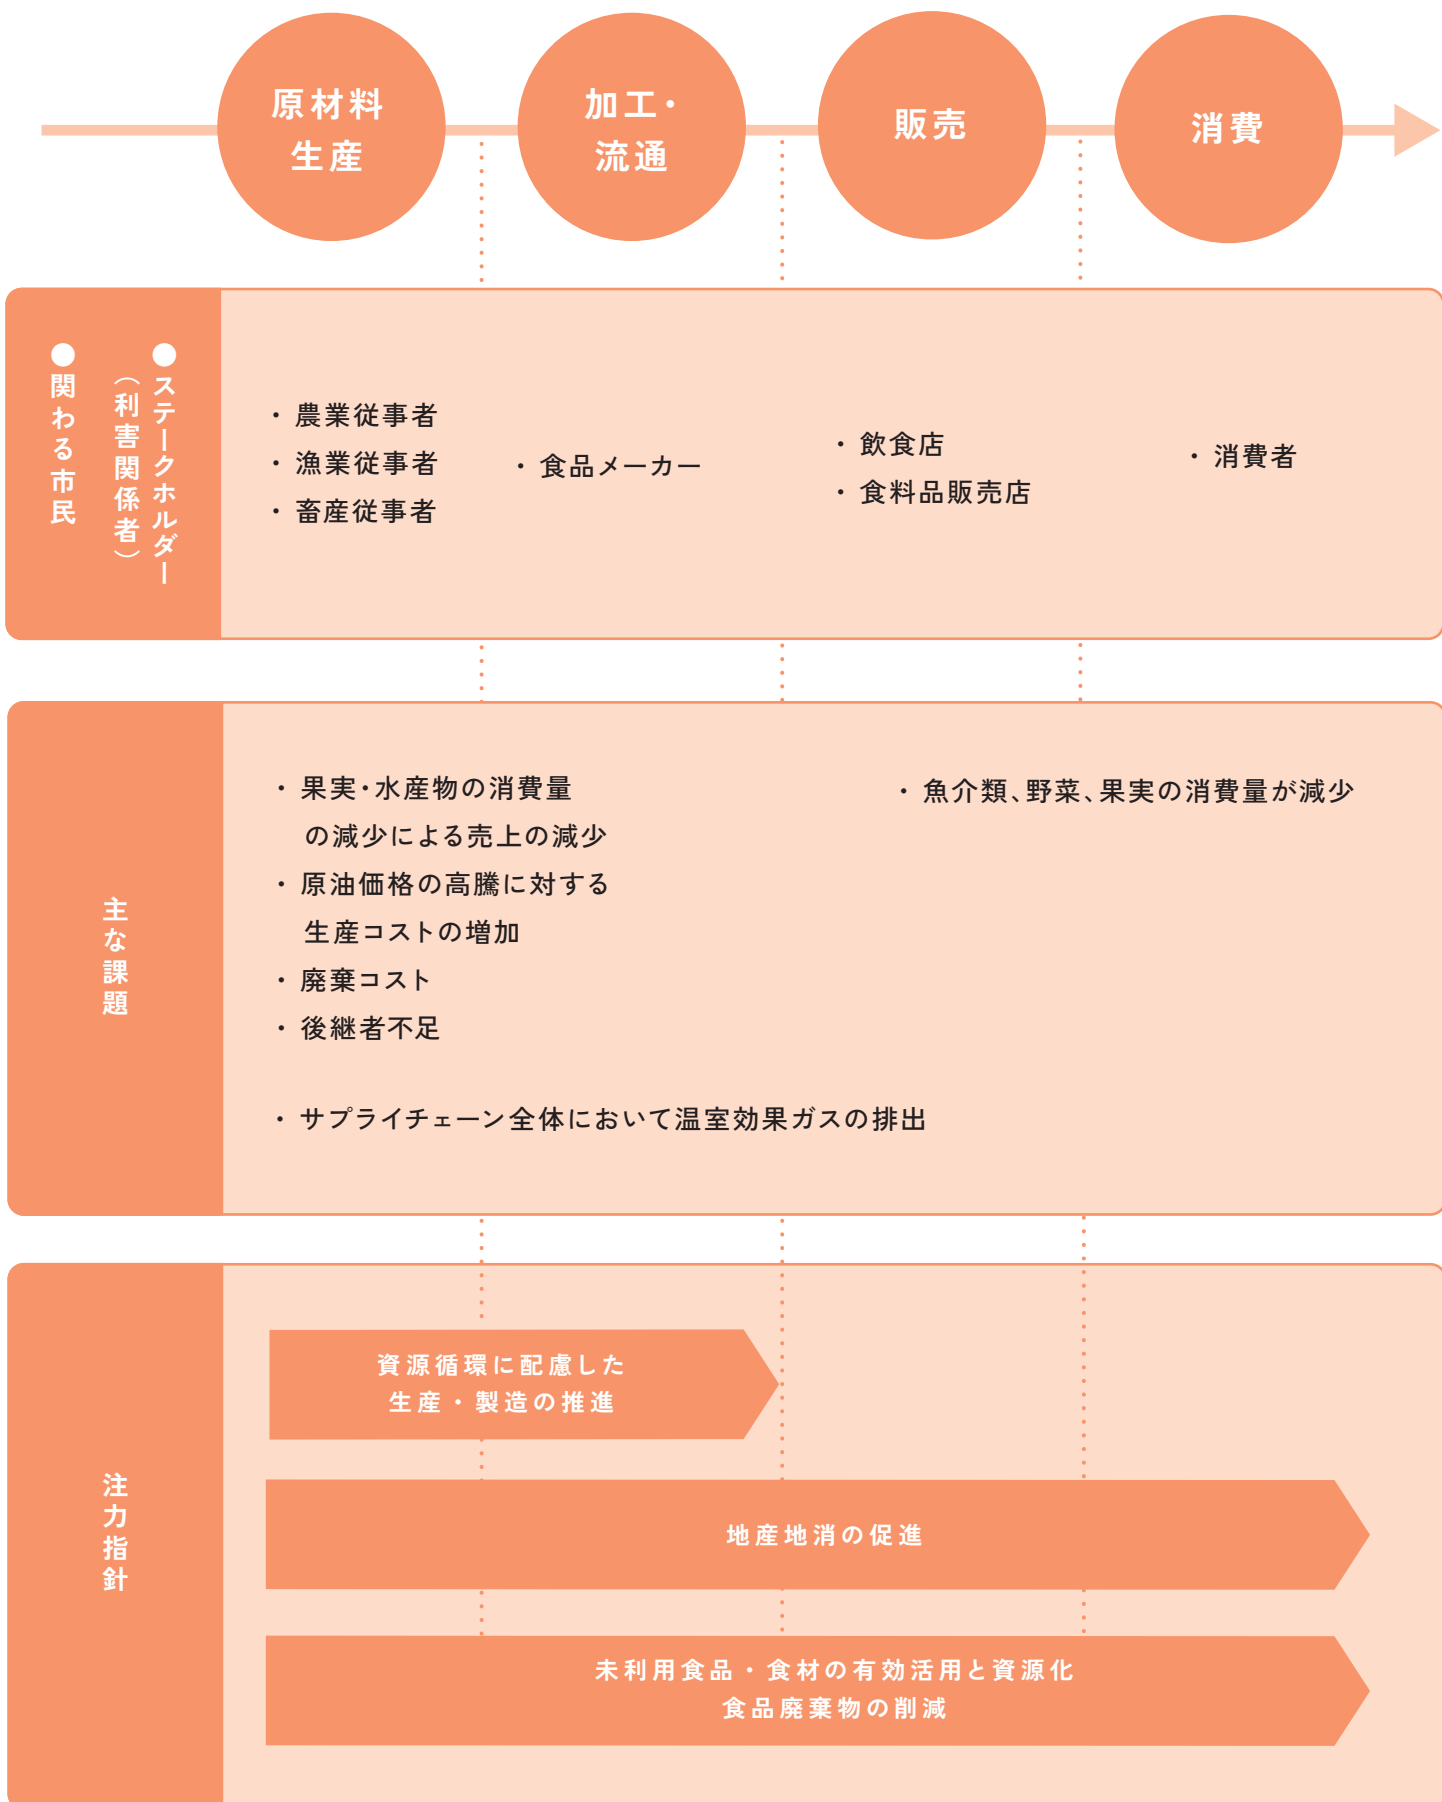 原材料
生産
加工・
流通
販売
消費
●ステークホルダー
（利害関係者）
●関わる市民
・ 農業従事者
・ 漁業従事者
・ 畜産従事者
・ 食品メーカー
・ 飲食店
・ 食料品販売店
・ 消費者
主な課題
・ 果実・水産物の消費量
の減少による売上の減少
・ 原油価格の高騰に対する
生産コストの増加
・ 廃棄コスト
・ 後継者不足
・ 魚介類、野菜、果実の消費量が減少
・ サプライチェーン全体において温室効果ガスの排出
注力指針
資源循環に配慮した
生産・製造の推進
地産地消の促進
未利用食品・食材の有効活用と資源化
食品廃棄物の削減